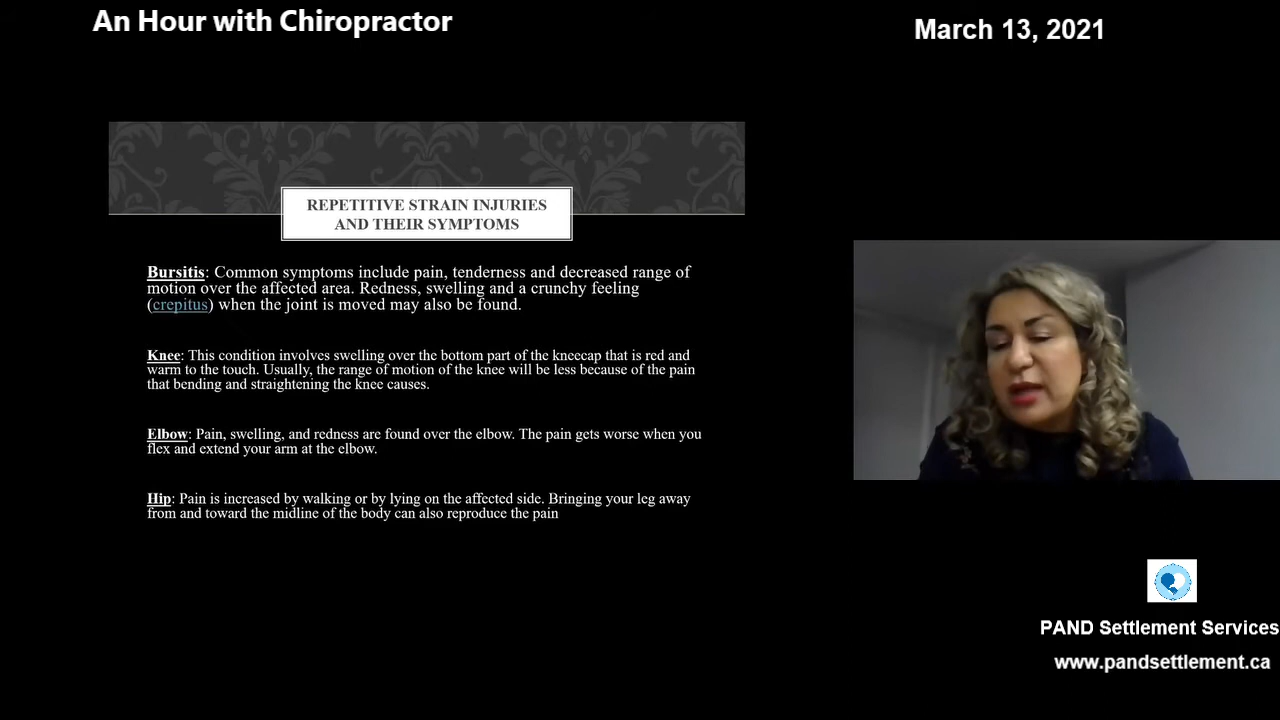 An Hour with Chiropractor
March 13, 2021
REPETITIVE STRAIN INJURIES
AND THEIR SYMPTOMS
Bursitis: Common symptoms include pain, tenderness and decreased range of
motion over the affected area. Redness, swelling and a crunchy feeling
(crepitus) when the joint is moved may also be found.
Knee: This condition involves swelling over the bottom part of the kneecap that is red and
warm to the touch. Usually, the range of motion of the knee will be less because of the pain
that bending and straightening the knee causes.
Elbow: Pain, swelling, and redness are found over the elbow. The pain gets worse when you
flex and extend your arm at the elbow.
Hip: Pain is increased by walking or by lying on the affected side. Bringing your leg away
from and toward the midline of the body can also reproduce the pain
PAND Settlement Services
www.pandsettlement.ca